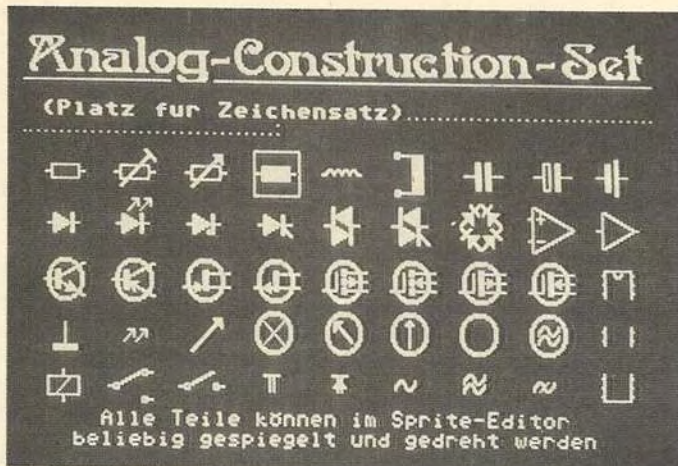 Analog-Construction-Set
(Platz fur Zeichensatz)
Alle Teile können im Sprite-Editor
beliebig gespiegelt und gedreht werden